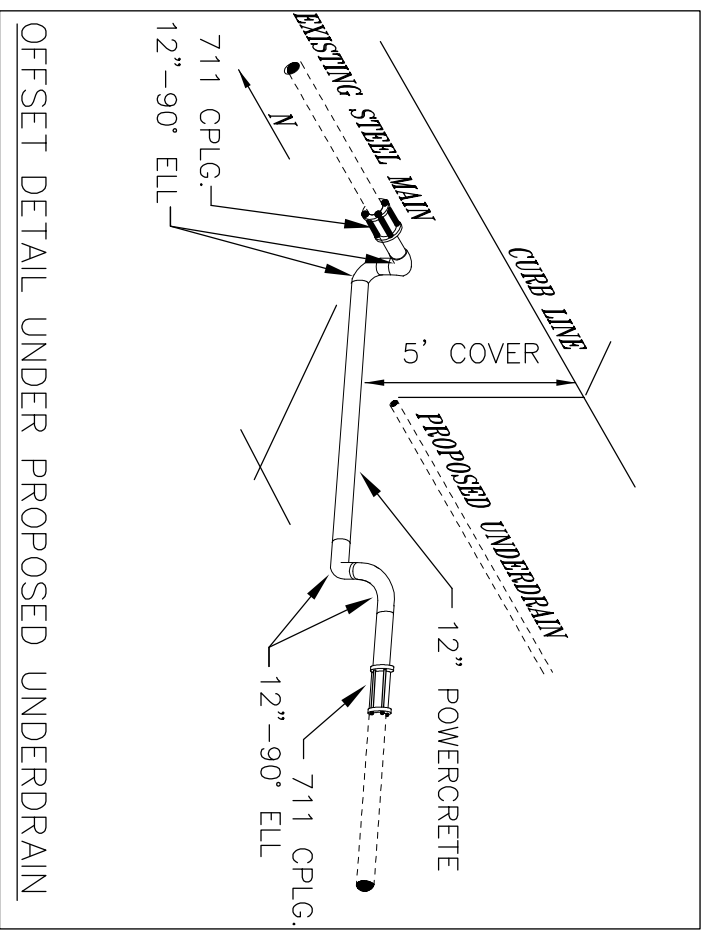 EXISTING STEEL MAIN
CURB LINE
N
711 CPLG.
12"-90° ELL
5' COVER
PROPOSED UNDERDRAIN
12" POWERCRETE
711 CPLG.
12"-90° ELL
OFFSET DETAIL UNDER PROPOSED UNDERDRAIN